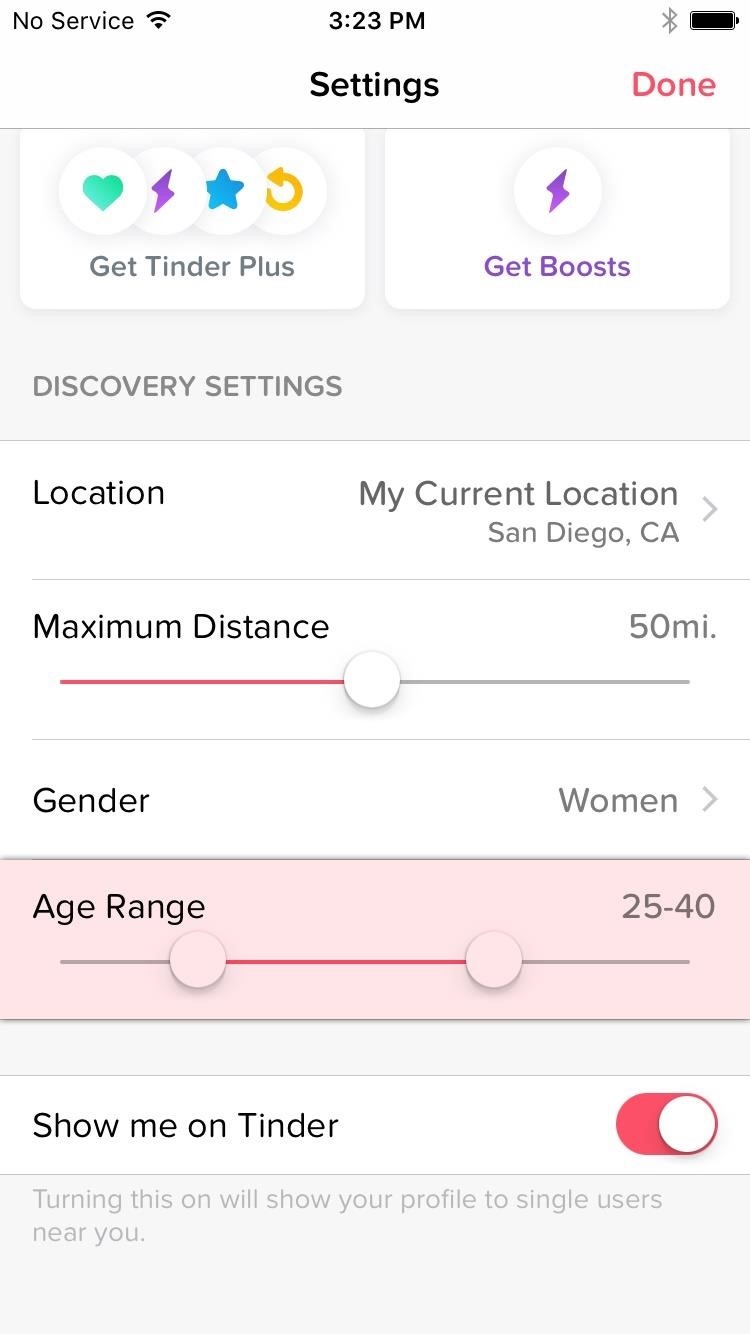 No Service 3:23 PM
Settings Done
Get Tinder Plus Get Boosts
DISCOVERY SETTINGS
Location My Current Location
San Diego, CA
Maximum Distance 50mi.
Gender Women
Age Range 25-40
Show me on Tinder
Turning this on will show your profile to single users
near you.